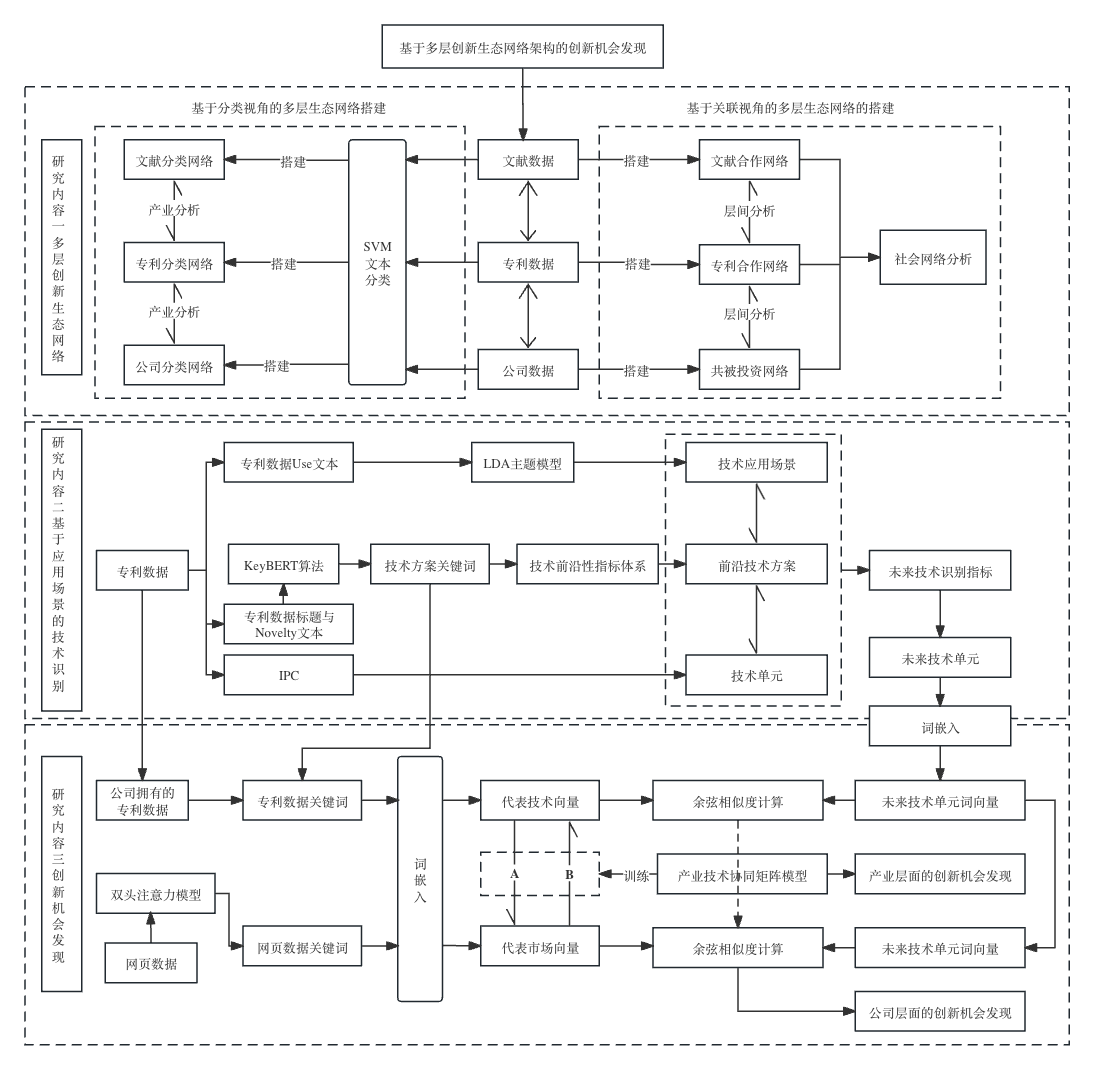 基于多层创新生态网络架构的创新机会发现
基于分类视角的多层生态网络搭建
基于关联视角的多层生态网络的搭建
研究内容一多层创新生态网络
文献分类网络
搭建
SVM
文本
分类
文献数据
搭建
文献合作网络
产业分析
层间分析
专利分类网络
搭建
专利数据
搭建
专利合作网络
社会网络分析
产业分析
层间分析
公司分类网络
搭建
公司数据
搭建
共被投资网络
研究内容二基于应用场景的技术识别
专利数据Use文本
LDA主题模型
技术应用场景
专利数据
KeyBERT算法
技术方案关键词
技术前沿性指标体系
前沿技术方案
未来技术识别指标
专利数据标题与
Novelty文本
IPC
技术单元
未来技术单元
词嵌入
研究内容三创新机会发现
公司拥有的
专利数据
专利数据关键词
词嵌入
代表技术向量
余弦相似度计算
未来技术单元词向量
双头注意力模型
A
B
训练
产业技术协同矩阵模型
产业层面的创新机会发现
网页数据
网页数据关键词
代表市场向量
余弦相似度计算
未来技术单元词向量
公司层面的创新机会发现